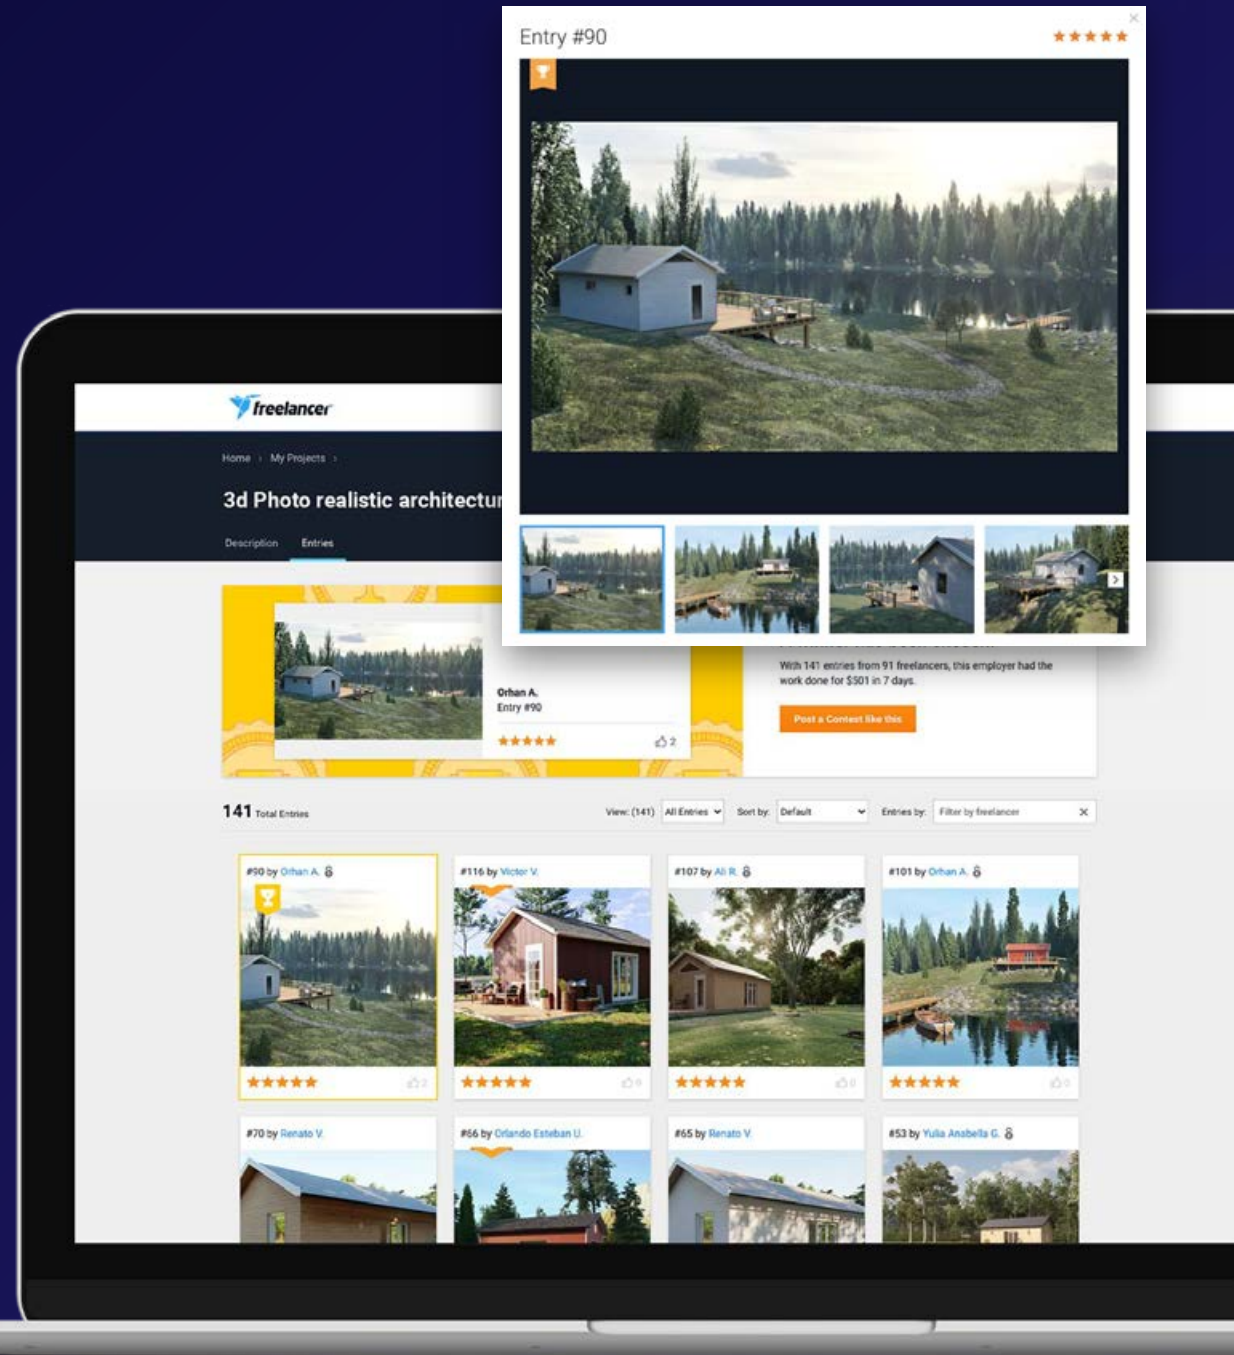 Entry #90
freelancer
Home › My Projects ›
3d Photo realistic architectur
Description Entries
With 141 entries from 91 freelancers, this employer had the
work done for $501 in 7 days.
Orhan A.
Entry #90
Post a Contest like this
2
141 Total Entries
View: (141) All Entries Sort by: Default Entries by: Filter by freelancer
#90 by Orhan A.
#116 by Victor V.
#107 by Ali R.
#101 by Orhan A.
2
0
0
0
#70 by Renato V.
#66 by Orlando Esteban U.
#65 by Renato V.
#53 by Yulia Anabella G.